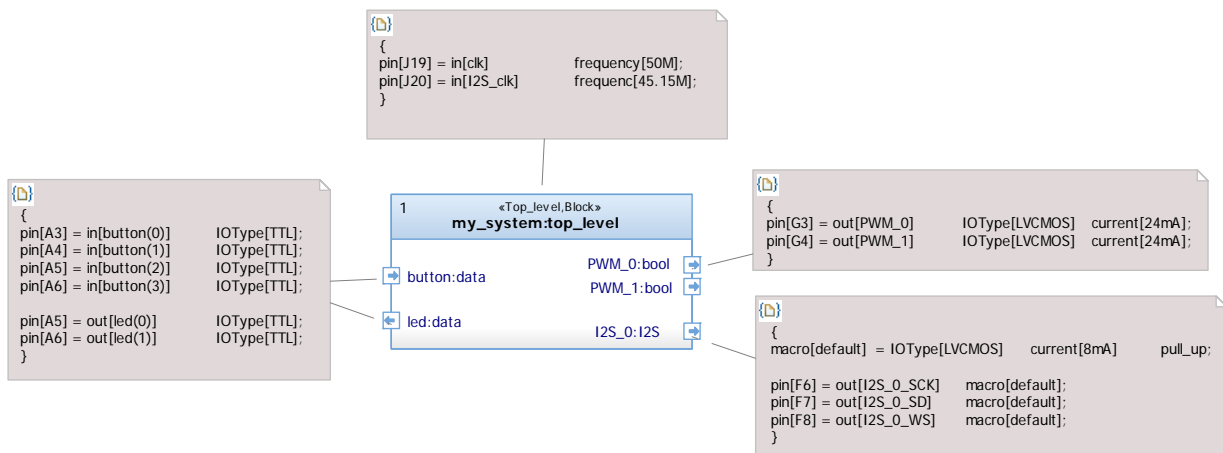 {
pin[J19] = in[clk] frequency[50M];
pin[J20] = in[I2S_clk] frequenc[45.15M];
}
{
pin[A3] = in[button(0)] IOType[TTL];
pin[A4] = in[button(1)] IOType[TTL];
pin[A5] = in[button(2)] IOType[TTL];
pin[A6] = in[button(3)] IOType[TTL];
pin[A5] = out[led(0)] IOType[TTL];
pin[A6] = out[led(1)] IOType[TTL];
}
1
«Top_level,Block»
my_system:top_level
button:data
led:data
PWM_0:bool
PWM_1:bool
I2S_0:I2S
{
pin[G3] = out[PWM_0] IOType[LVCMOS] current[24mA];
pin[G4] = out[PWM_1] IOType[LVCMOS] current[24mA];
}
{
macro[default] = IOType[LVCMOS] current[8mA] pull_up;
pin[F6] = out[I2S_0_SCK] macro[default];
pin[F7] = out[I2S_0_SD] macro[default];
pin[F8] = out[I2S_0_WS] macro[default];
}